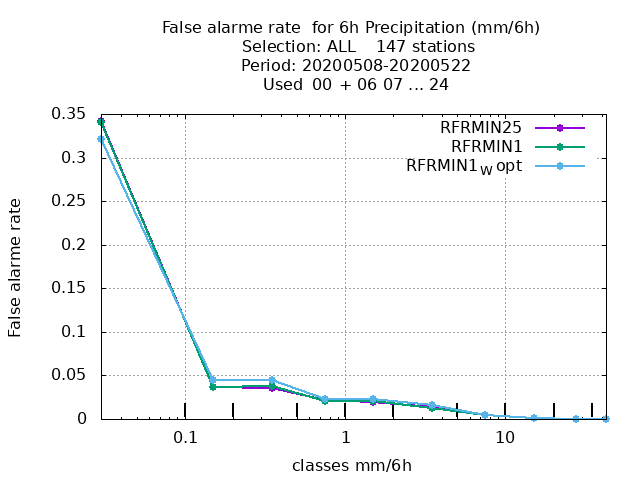 False alarme rate  for 6h Precipitation (mm/6h)
Selection: ALL    147 stations
Period: 20200508-20200522
Used  00  + 06 07 ... 24
RFRMIN25
RFRMIN1
RFRMIN1W opt
False alarme rate
0.35
0.3
0.25
0.2
0.15
0.1
0.05
0
0.1
1
10
classes mm/6h